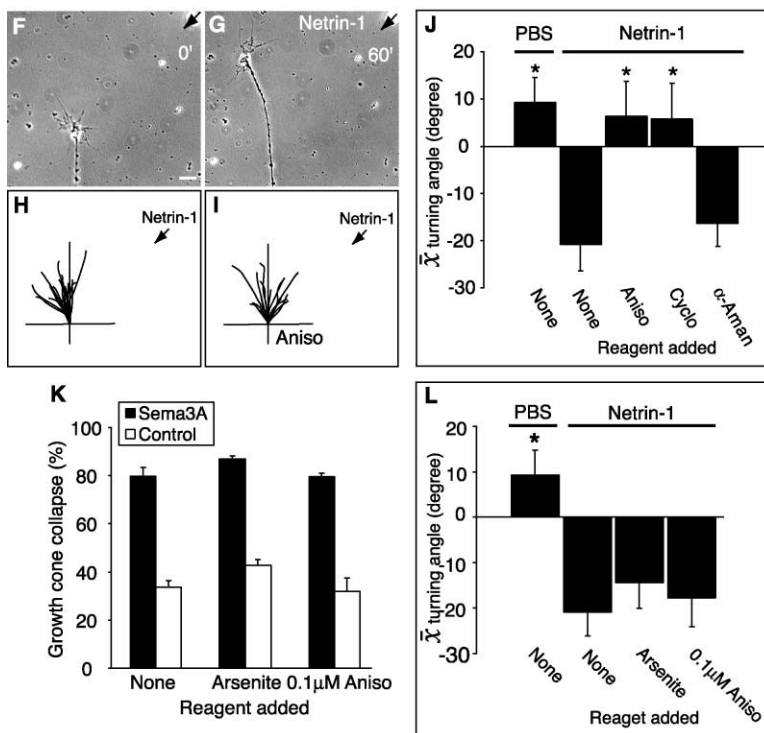 F
0'
G
Netrin-1
60'
H
Netrin-1
I
Netrin-1
Aniso
J
PBS
Netrin-1
x̄ turning angle (degree)
20
10
0
-10
-20
-30
*
*
*
None
None
Aniso
Cyclo
α-Aman
Reagent added
K
Sema3A
Control
Growth cone collapse (%)
100
80
60
40
20
0
None
Arsenite
0.1μM Aniso
Reagent added
L
PBS
Netrin-1
x̄ turning angle (degree)
20
10
0
-10
-20
-30
*
None
None
Arsenite
0.1μM Aniso
Reaget added